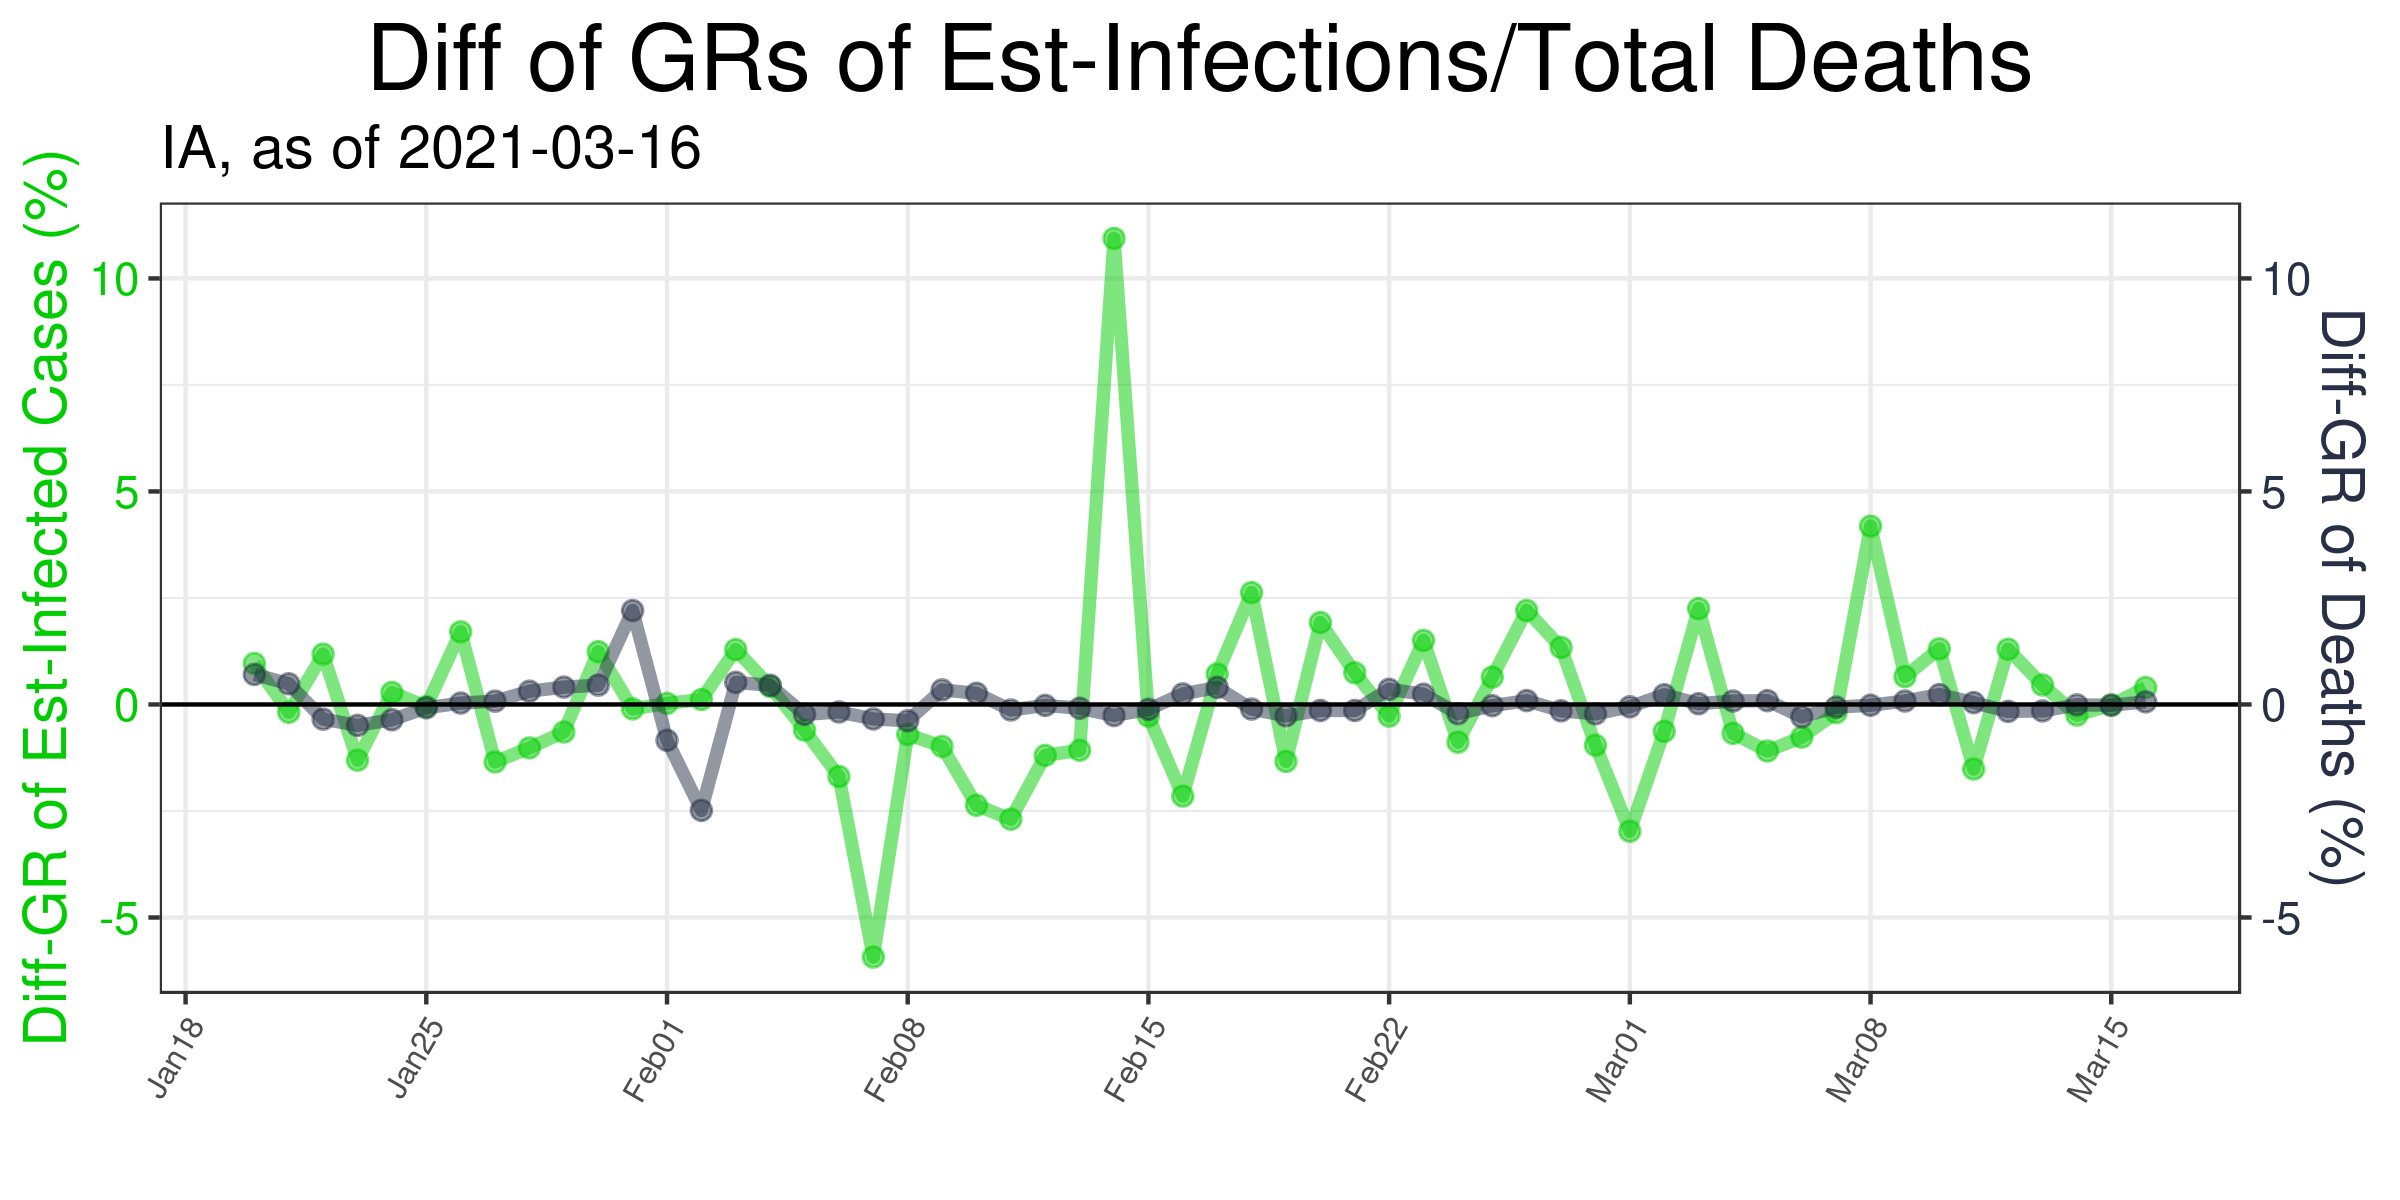 Diff of GRs of Est-Infections/Total Deaths
IA, as of 2021-03-16
Diff-GR of Est-Infected Cases (%)
10
5
0
-5
10
5
0
-5
Diff-GR of Deaths (%)
Jan18
Jan25
Feb01
Feb08
Feb15
Feb22
Mar01
Mar08
Mar15